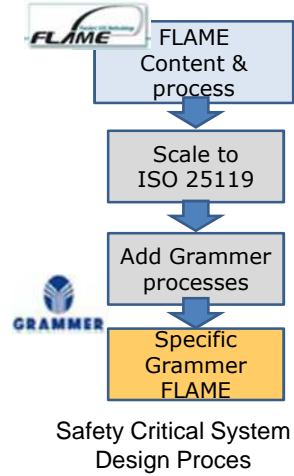 FLAME
FLAME
Content &
process
Scale to
ISO 25119
Add Grammer
processes
GRAMMER
Specific
Grammer
FLAME
Safety Critical System
Design Proces